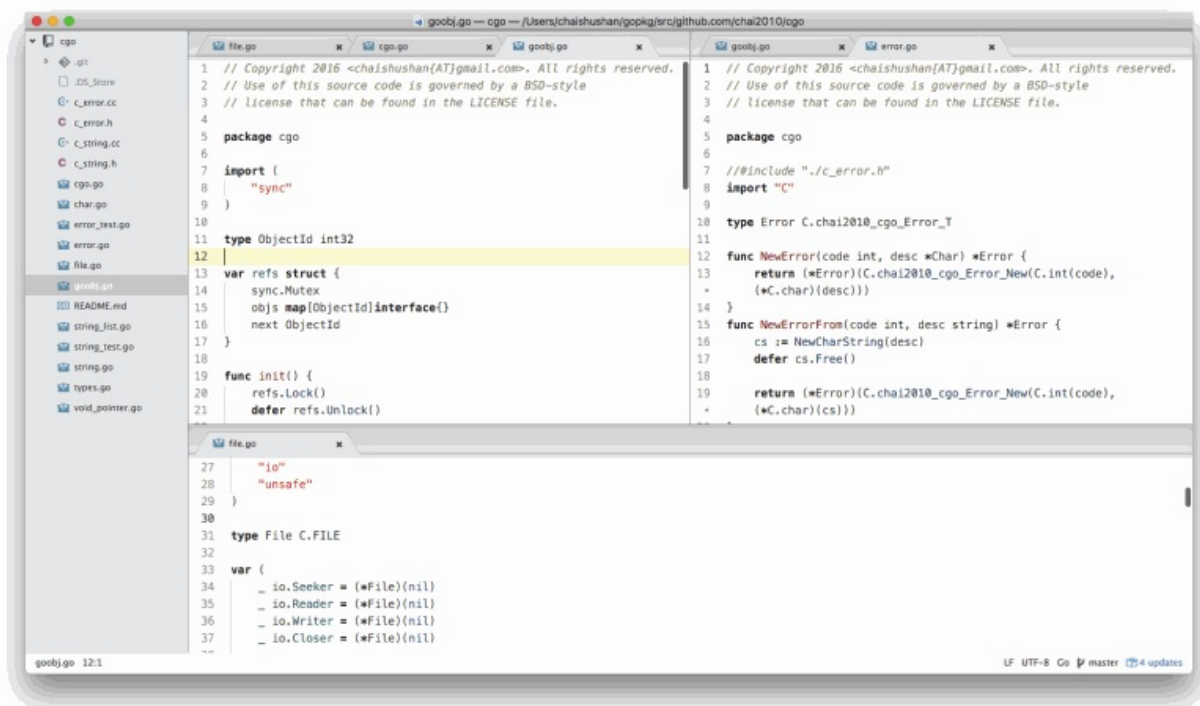 goobj.go — cgo — /Users/chaishushan/gopkg/src/github.com/chai2010/cgo
cgo
.git
.DS_Store
c_error.cc
c_error.h
c_string.cc
c_string.h
cgo.go
char.go
error_test.go
error.go
file.go
goobj.go
README.md
string_list.go
string_test.go
string.go
types.go
void_pointer.go
file.go cgo.go goobj.go
1 // Copyright 2016 <chaishushan{AT}gmail.com>. All rights reserved.
2 // Use of this source code is governed by a BSD-style
3 // license that can be found in the LICENSE file.
4
5 package cgo
6
7 import (
8 "sync"
9 )
10
11 type ObjectId int32
12
13 var refs struct {
14 sync.Mutex
15 objs map[ObjectId]interface{}
16 next ObjectId
17 }
18
19 func init() {
20 refs.Lock()
21 defer refs.Unlock()
goobj.go error.go
1 // Copyright 2016 <chaishushan{AT}gmail.com>. All rights reserved.
2 // Use of this source code is governed by a BSD-style
3 // license that can be found in the LICENSE file.
4
5 package cgo
6
7 //#include "./c_error.h"
8 import "C"
9
10 type Error C.chai2010_cgo_Error_T
11
12 func NewError(code int, desc *Char) *Error {
13 return (*Error)(C.chai2010_cgo_Error_New(C.int(code),
• (*C.char)(desc)))
14 }
15 func NewErrorFrom(code int, desc string) *Error {
16 cs := NewCharString(desc)
17 defer cs.Free()
18
19 return (*Error)(C.chai2010_cgo_Error_New(C.int(code),
• (*C.char)(cs)))
file.go
27 "io"
28 "unsafe"
29 )
30
31 type File C.FILE
32
33 var (
34 _ io.Seeker = (*File)(nil)
35 _ io.Reader = (*File)(nil)
36 _ io.Writer = (*File)(nil)
37 _ io.Closer = (*File)(nil)
goobj.go 12:1
LF UTF-8 Go master 4 updates